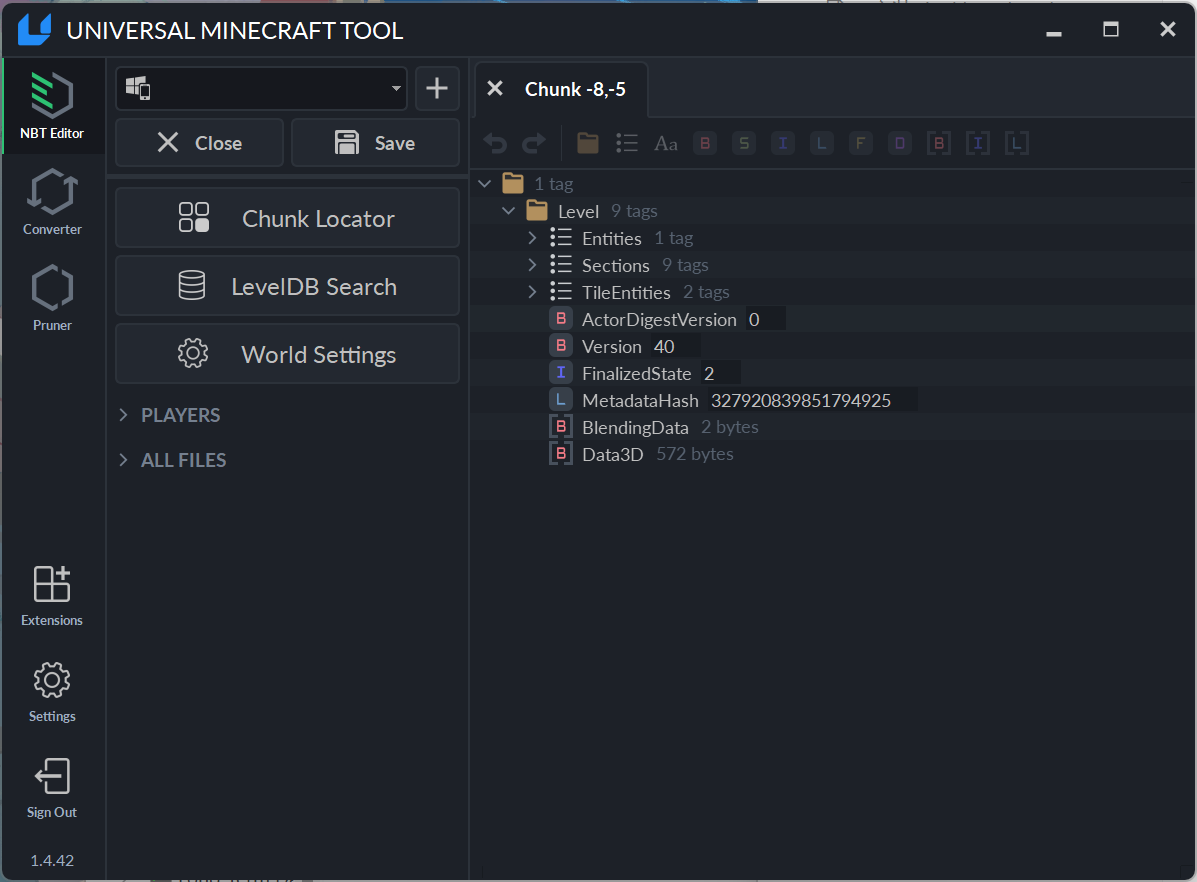 UNIVERSAL MINECRAFT TOOL
NBT Editor
Converter
Pruner
Extensions
Settings
Sign Out
1.4.42
Close
Save
Chunk Locator
LevelDB Search
World Settings
PLAYERS
ALL FILES
Chunk -8,-5
Aa B S I L F D B I L
1 tag
Level 9 tags
Entities 1 tag
Sections 9 tags
TileEntities 2 tags
B ActorDigestVersion 0
B Version 40
I FinalizedState 2
L MetadataHash 327920839851794925
B BlendingData 2 bytes
B Data3D 572 bytes